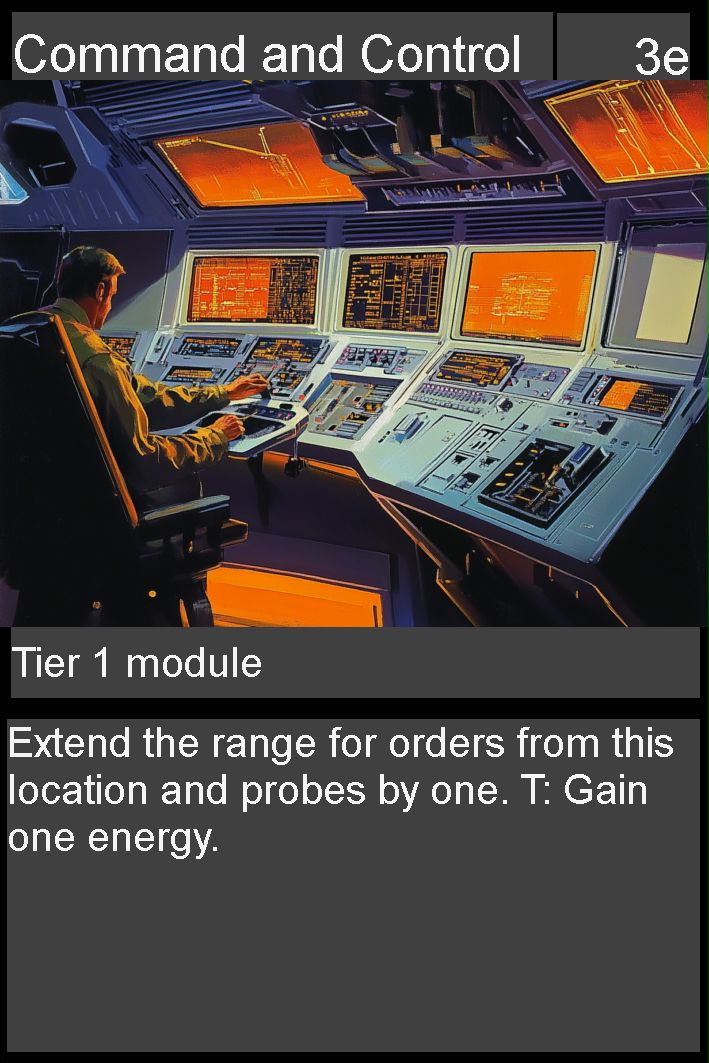 Command and Control 3e
Tier 1 module
Extend the range for orders from this
location and probes by one. T: Gain
one energy.